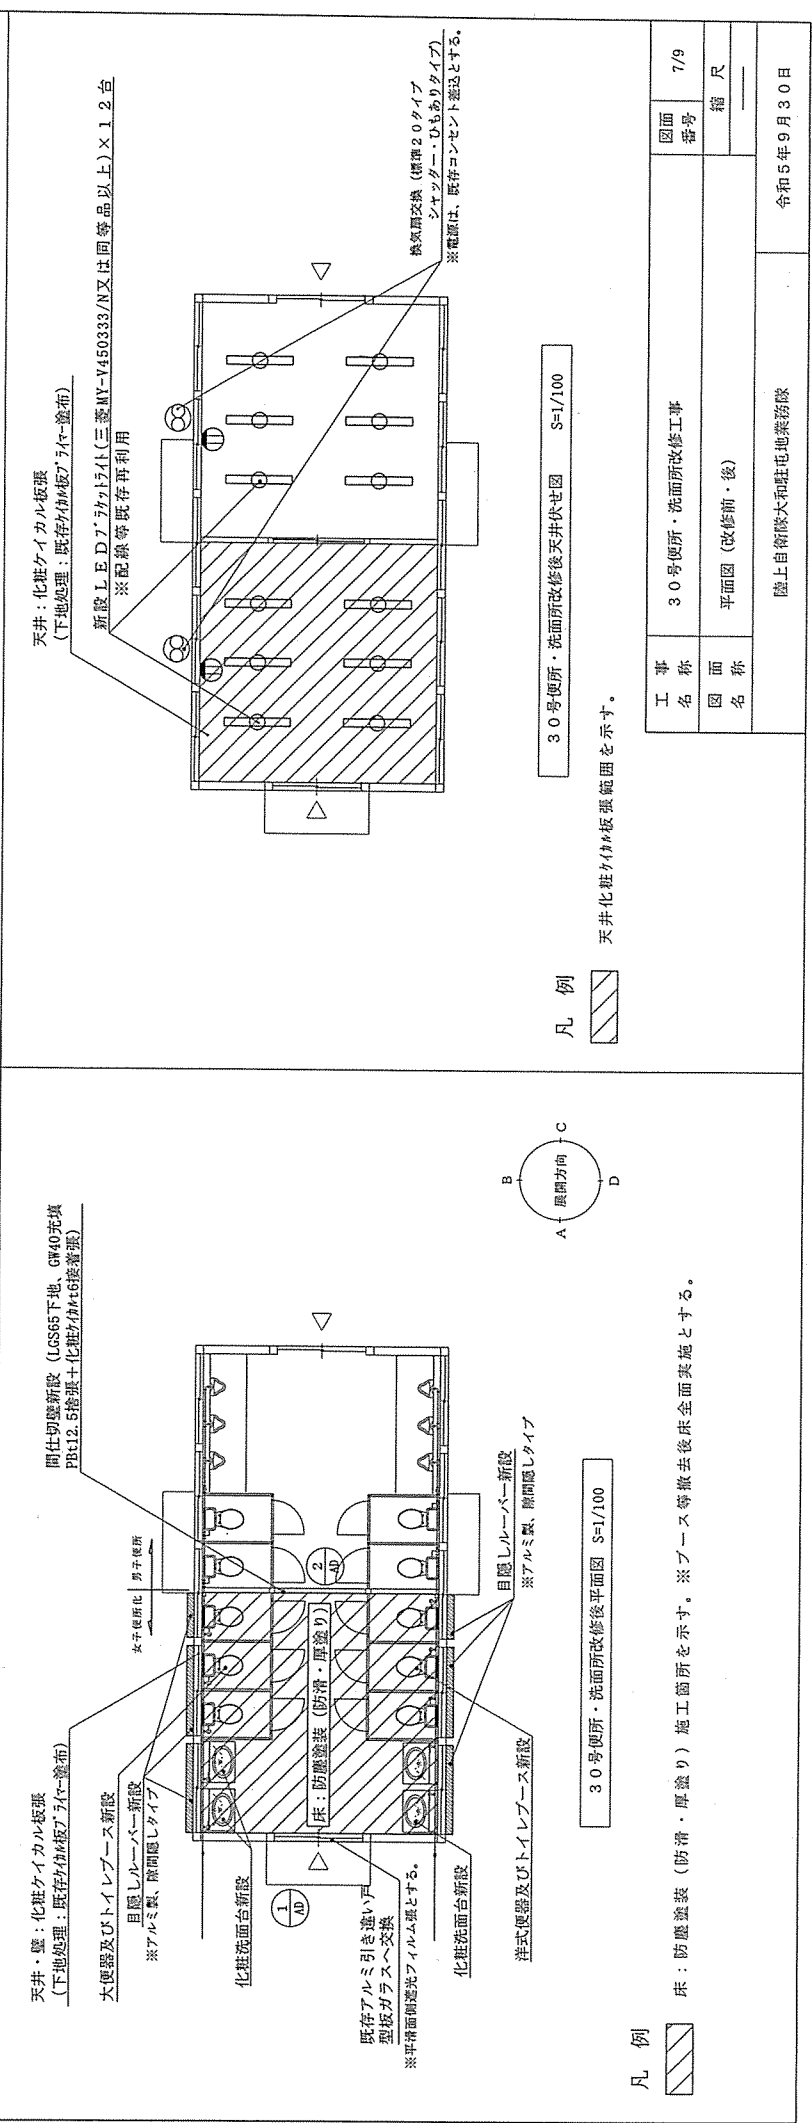 天井・壁：化粧ケイカル板張
(下地処理：既存ケイカル板プライマー塗布)
大便器及びトイレブース新設
目隠しルーバー新設
※アルミ製、隙間隠しタイプ
化粧洗面台新設
既存アルミ引き違い戸
型板ガラスへ交換
※平滑面側遮光フィルム張とする。
化粧洗面台新設
洋式便器及びトイレブース新設
間仕切壁新設 (LGS65下地、GW40充填
PBt12.5捨張＋化粧ケイカルt6接着張)
女子便所化
男子便所
1
AD
2
AD
床：防塵塗装 (防滑・厚塗り)
目隠しルーバー新設
※アルミ製、隙間隠しタイプ
A
B
C
D
展開方向
30号便所・洗面所改修後平面図 S=1/100
凡 例
床：防塵塗装 (防滑・厚塗り) 施工箇所を示す。※ブース等撤去後床全面実施とする。
天井：化粧ケイカル板張
(下地処理：既存ケイカル板プライマー塗布)
新設LEDブラケットライト(三菱MY-V450333/N又は同等品以上)×12台
※配線等既存再利用
換気扇交換 (標準20タイプ
シャッター・ひもありタイプ)
※電源は、既存コンセント差込とする。
30号便所・洗面所改修後天井伏せ図 S=1/100
凡 例
天井化粧ケイカル板張範囲を示す。
工 事
名 称
30号便所・洗面所改修工事
図面
番号
7/9
図 面
名 称
平面図 (改修前・後)
縮 尺
陸上自衛隊大和駐屯地業務隊
令和5年9月30日